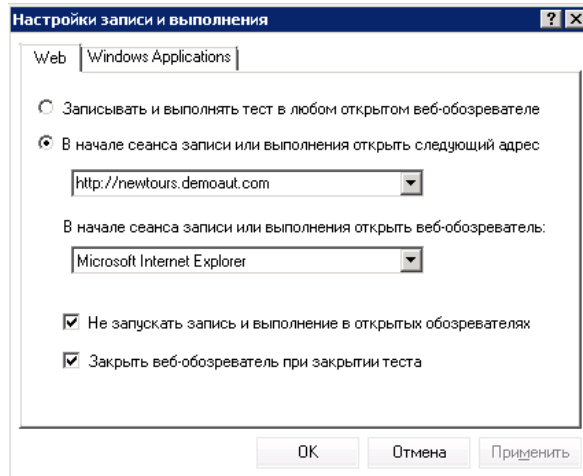 Настройки записи и выполнения
Web Windows Applications
Записывать и выполнять тест в любом открытом веб-обозревателе
В начале сеанса записи или выполнения открыть следующий адрес
http://newtours.demoaut.com
В начале сеанса записи или выполнения открыть веб-обозреватель:
Microsoft Internet Explorer
Не запускать запись и выполнение в открытых обозревателях
Закрыть веб-обозреватель при закрытии теста
OK Отмена Применить